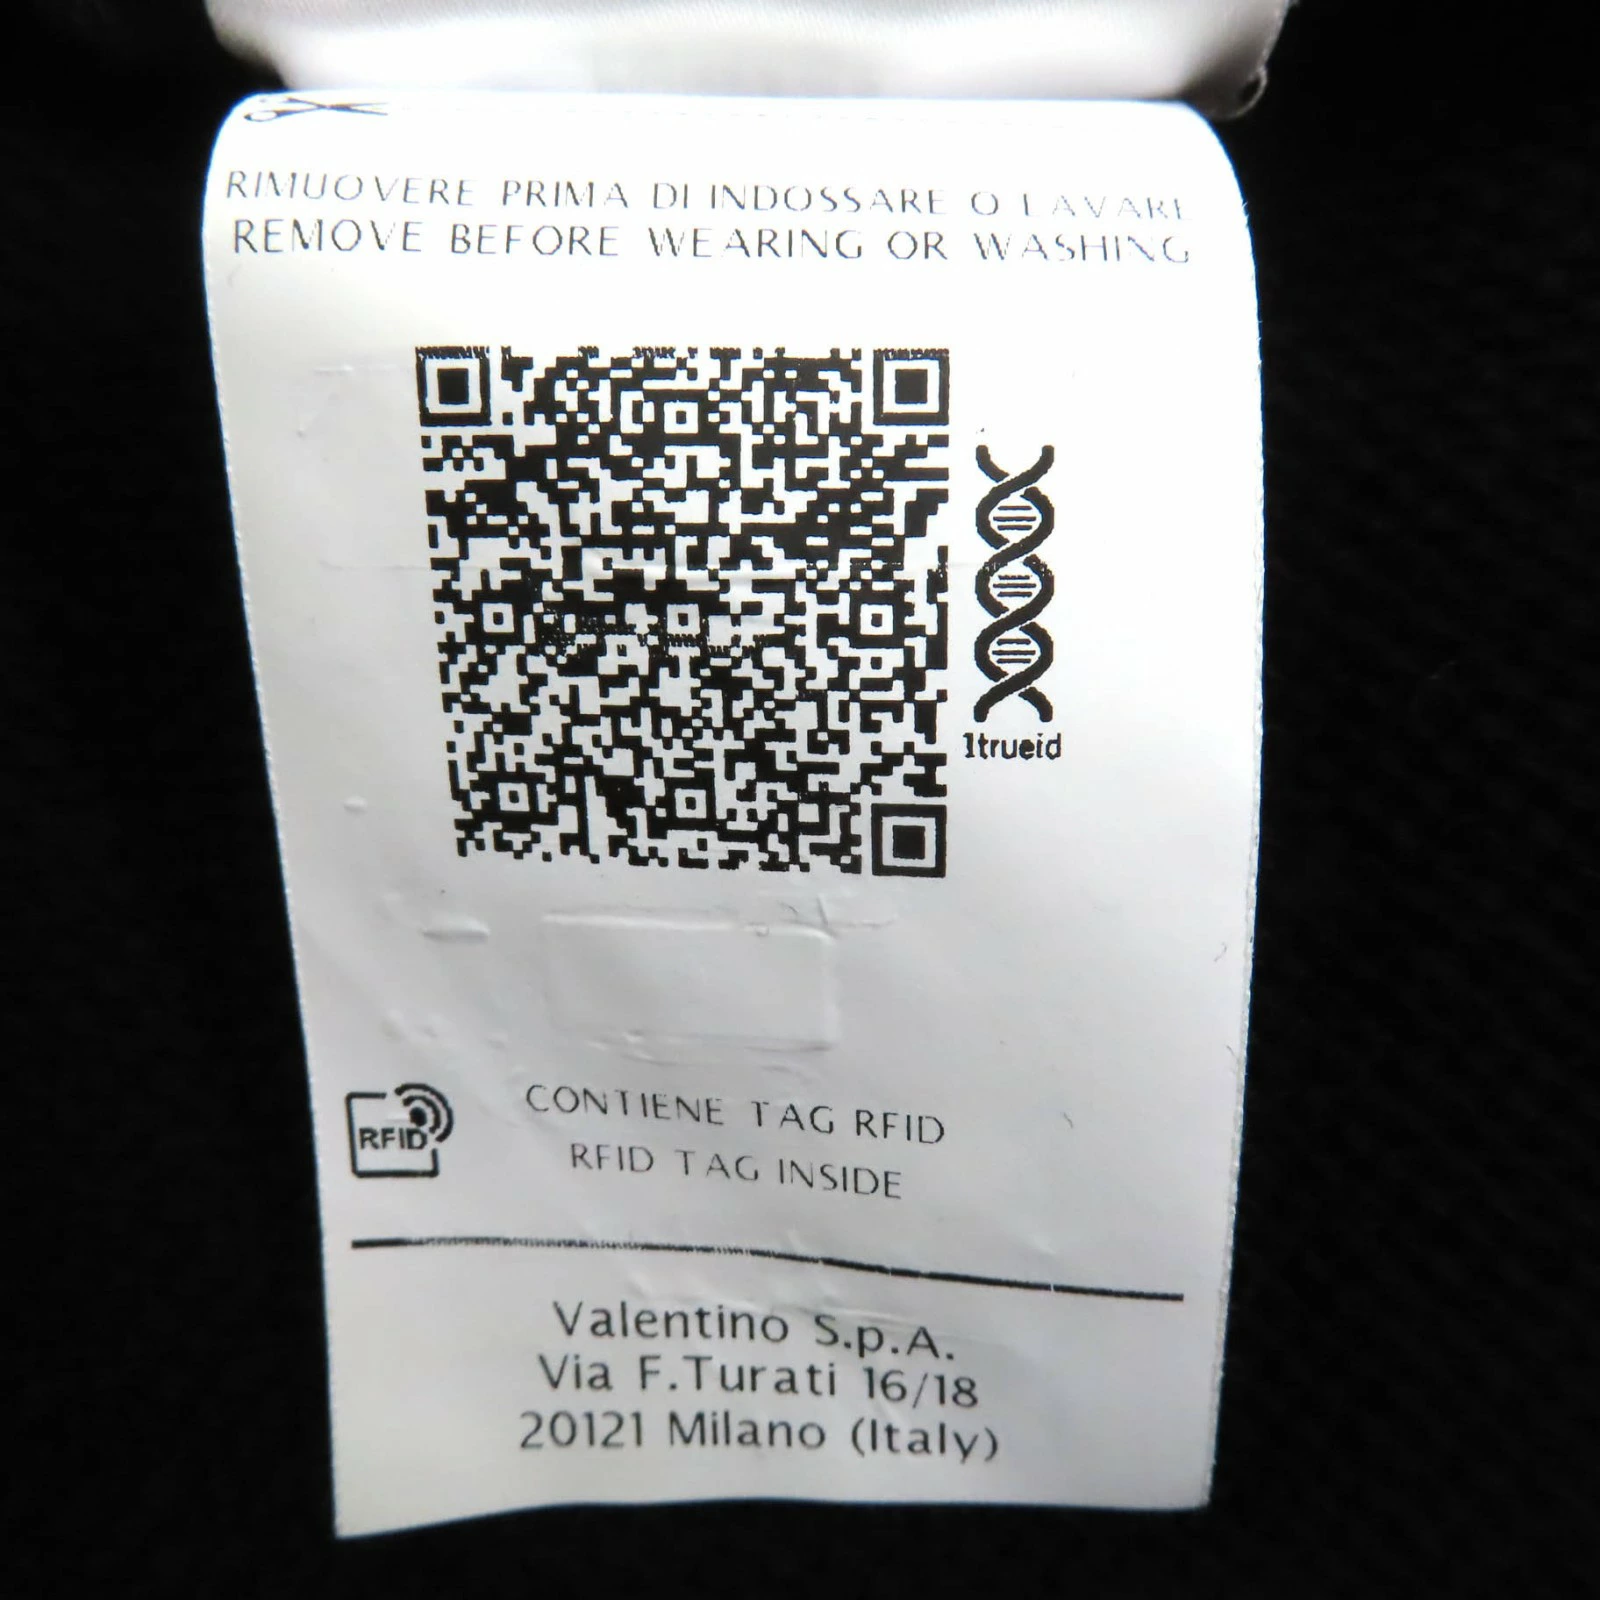 RIMUOVERE PRIMA DI INDOSSARE O LAVARE
REMOVE BEFORE WEARING OR WASHING
1trueid
RFID
CONTIENE TAG RFID
RFID TAG INSIDE
Valentino S.p.A.
Via F.Turati 16/18
20121 Milano (Italy)